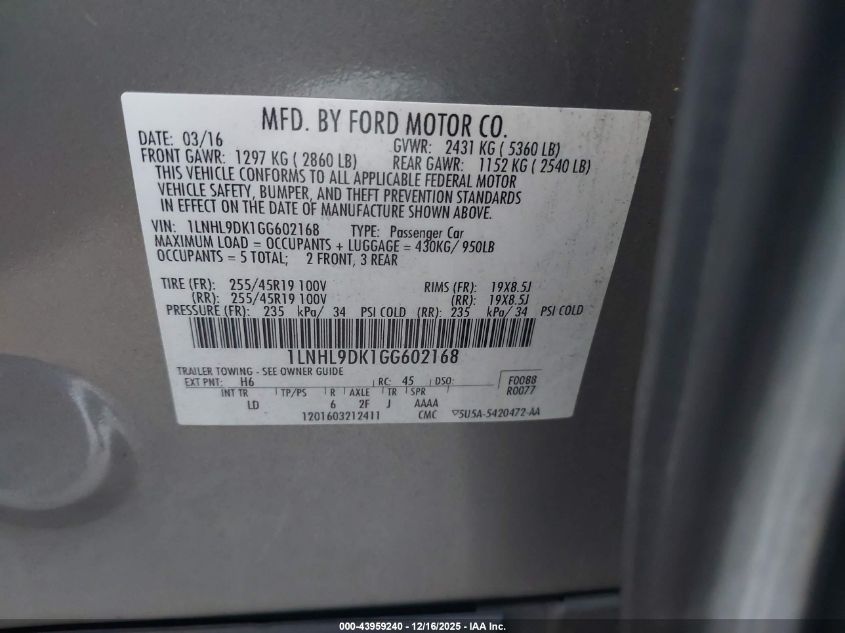 MFD. BY FORD MOTOR CO.
DATE: 03/16 GVWR: 2431 KG ( 5360 LB)
FRONT GAWR: 1297 KG ( 2860 LB) REAR GAWR: 1152 KG ( 2540 LB)
THIS VEHICLE CONFORMS TO ALL APPLICABLE FEDERAL MOTOR
VEHICLE SAFETY, BUMPER, AND THEFT PREVENTION STANDARDS
IN EFFECT ON THE DATE OF MANUFACTURE SHOWN ABOVE.
VIN: 1LNHL9DK1GG602168 TYPE: Passenger Car
MAXIMUM LOAD = OCCUPANTS + LUGGAGE = 430KG/ 950LB
OCCUPANTS = 5 TOTAL; 2 FRONT, 3 REAR
TIRE (FR): 255/45R19 100V RIMS (FR): 19X8.5J
(RR): 255/45R19 100V (RR): 19X8.5J
PRESSURE (FR): 235 kPa/ 34 PSI COLD (RR): 235 kPa/ 34 PSI COLD
1LNHL9DK1GG602168
TRAILER TOWING - SEE OWNER GUIDE
EXT PNT: H6 RC: 45 DSO: F0088
INT TR TP/PS R AXLE TR SPR R0077
LD 6 2F J AAAA
1201603212411 CMC 5U5A-5420472-AA
000-43959240 - 12/16/2025 - IAA Inc.